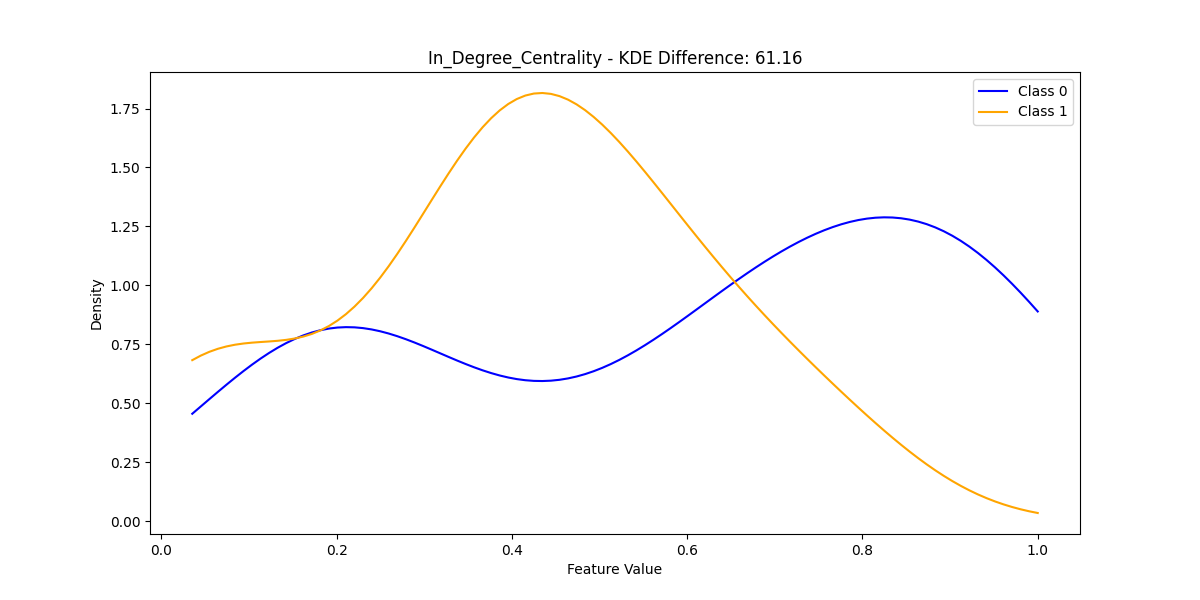 In_Degree_Centrality - KDE Difference: 61.16
Class 0
Class 1
Density
1.75
1.50
1.25
1.00
0.75
0.50
0.25
0.00
0.0 0.2 0.4 0.6 0.8 1.0
Feature Value